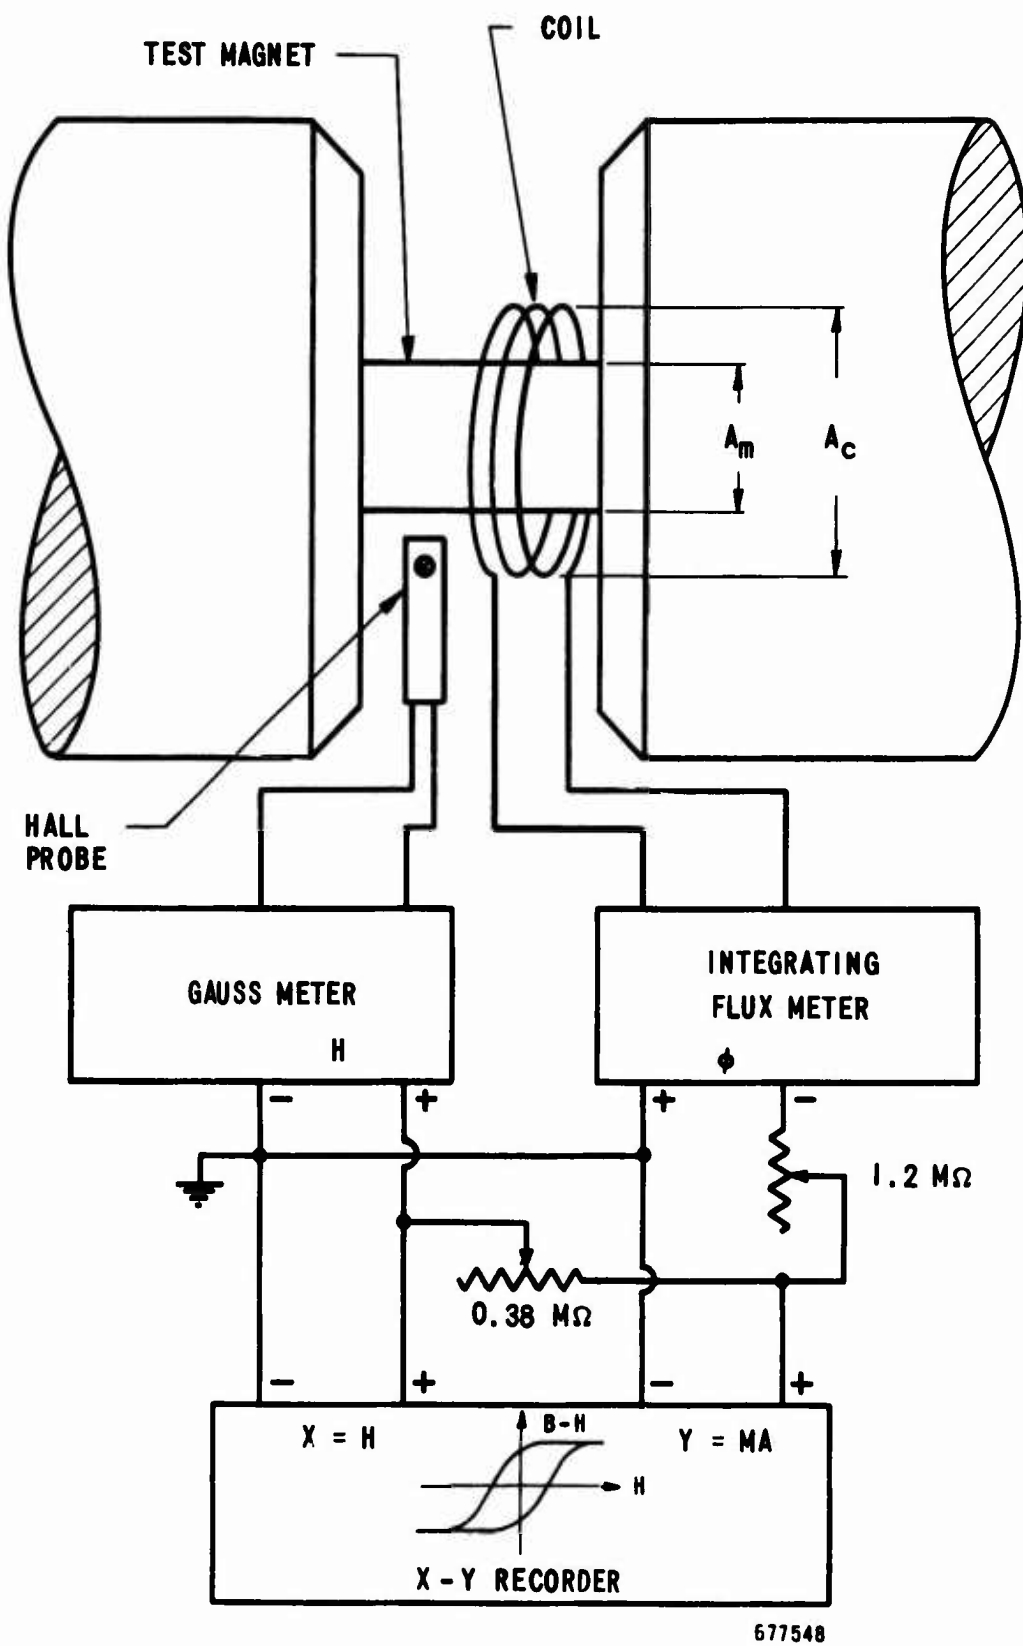 COIL
TEST MAGNET
Am
Ac
HALL
PROBE
GAUSS METER
H
INTEGRATING
FLUX METER
ϕ
- +
+ -
1.2 MΩ
0.38 MΩ
- +
- +
X = H
B-H
Y = MA
H
X-Y RECORDER
677548